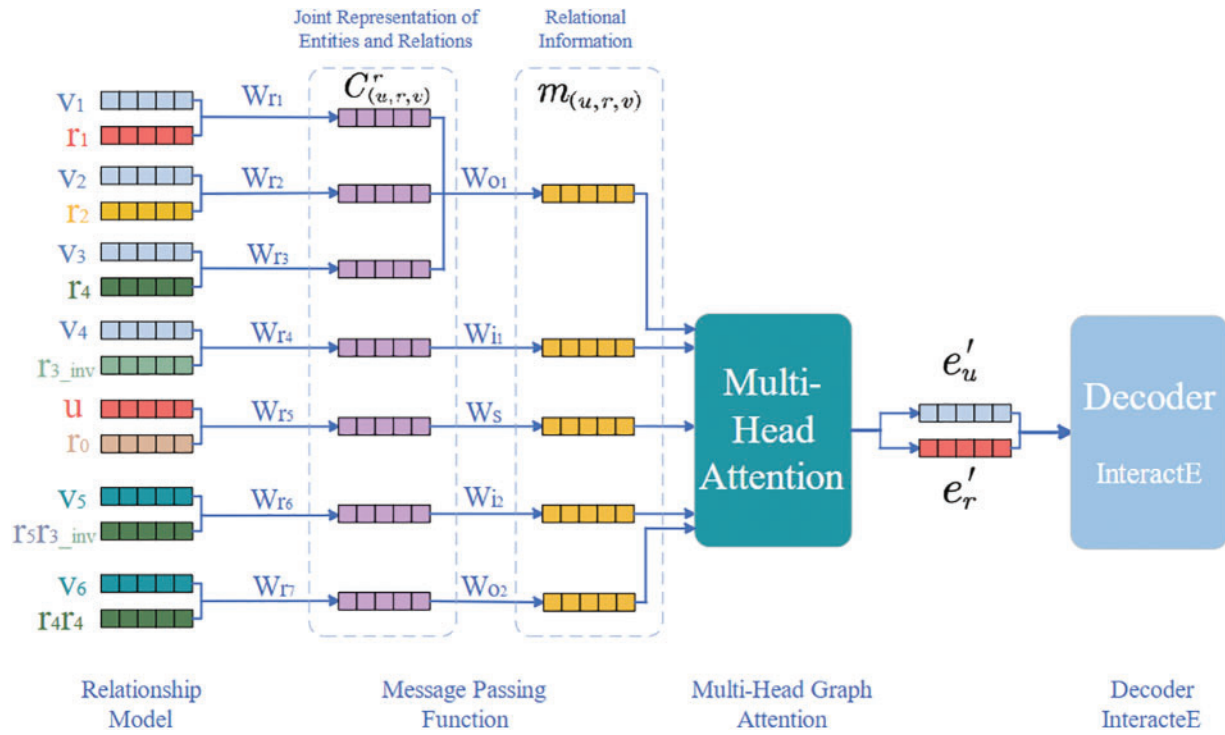 Joint Representation of
Entities and Relations
Relational
Information
C^r_(u,r,v)
m_(u,r,v)
v1
r1
Wr1
v2
r2
Wr2
Wo1
v3
r4
Wr3
v4
r3_inv
Wr4
Wi1
u
r0
Wr5
Ws
v5
r5r3_inv
Wr6
Wi2
v6
r4r4
Wr7
Wo2
Multi-
Head
Attention
e'_u
e'_r
Decoder
InteractE
Relationship
Model
Message Passing
Function
Multi-Head Graph
Attention
Decoder
InteracteE